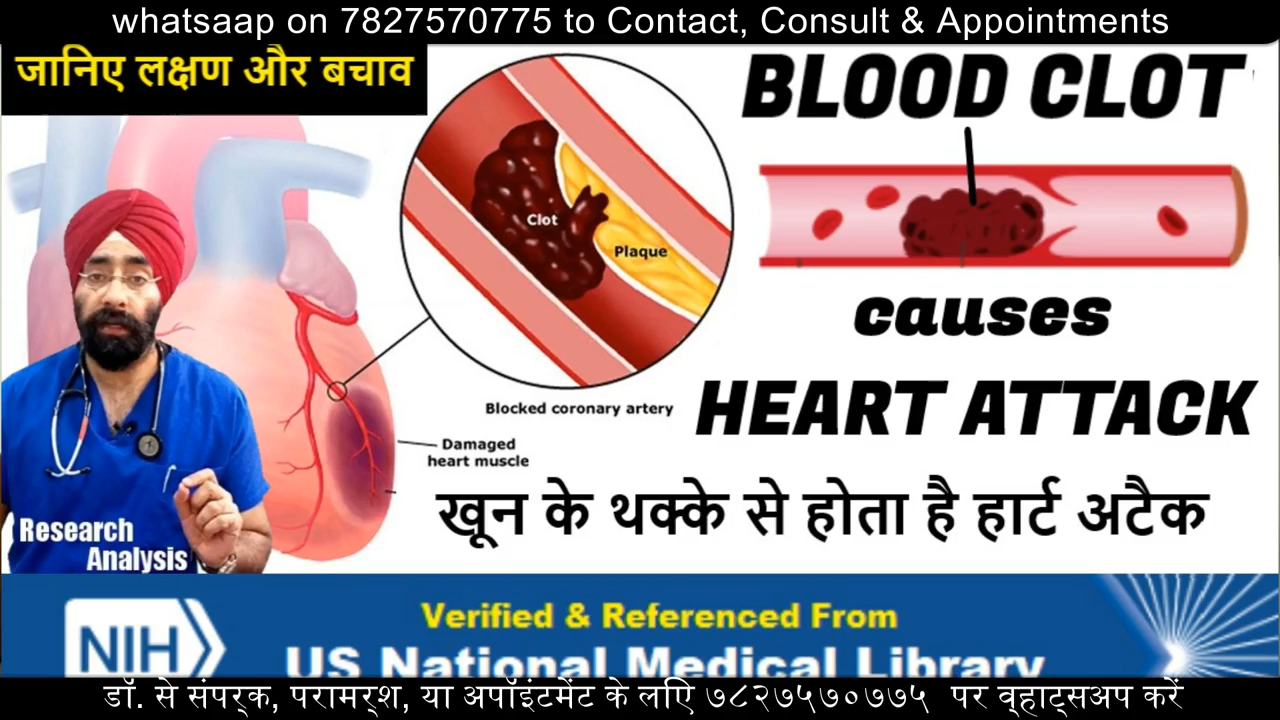 whatsaap on 7827570775 to Contact, Consult & Appointments
जानिए लक्षण और बचाव
BLOOD CLOT
Clot
Plaque
causes
Blocked coronary artery
HEART ATTACK
Damaged
heart muscle
खून के थक्के से होता है हार्ट अटैक
Research
Analysis
Verified & Referenced From
NIH
US National Medical Library
डॉ. से संपर्क, परामर्श, या अपॉइंटमेंट के लिए ७८२७५७०७७५ पर व्हाट्सअप करें